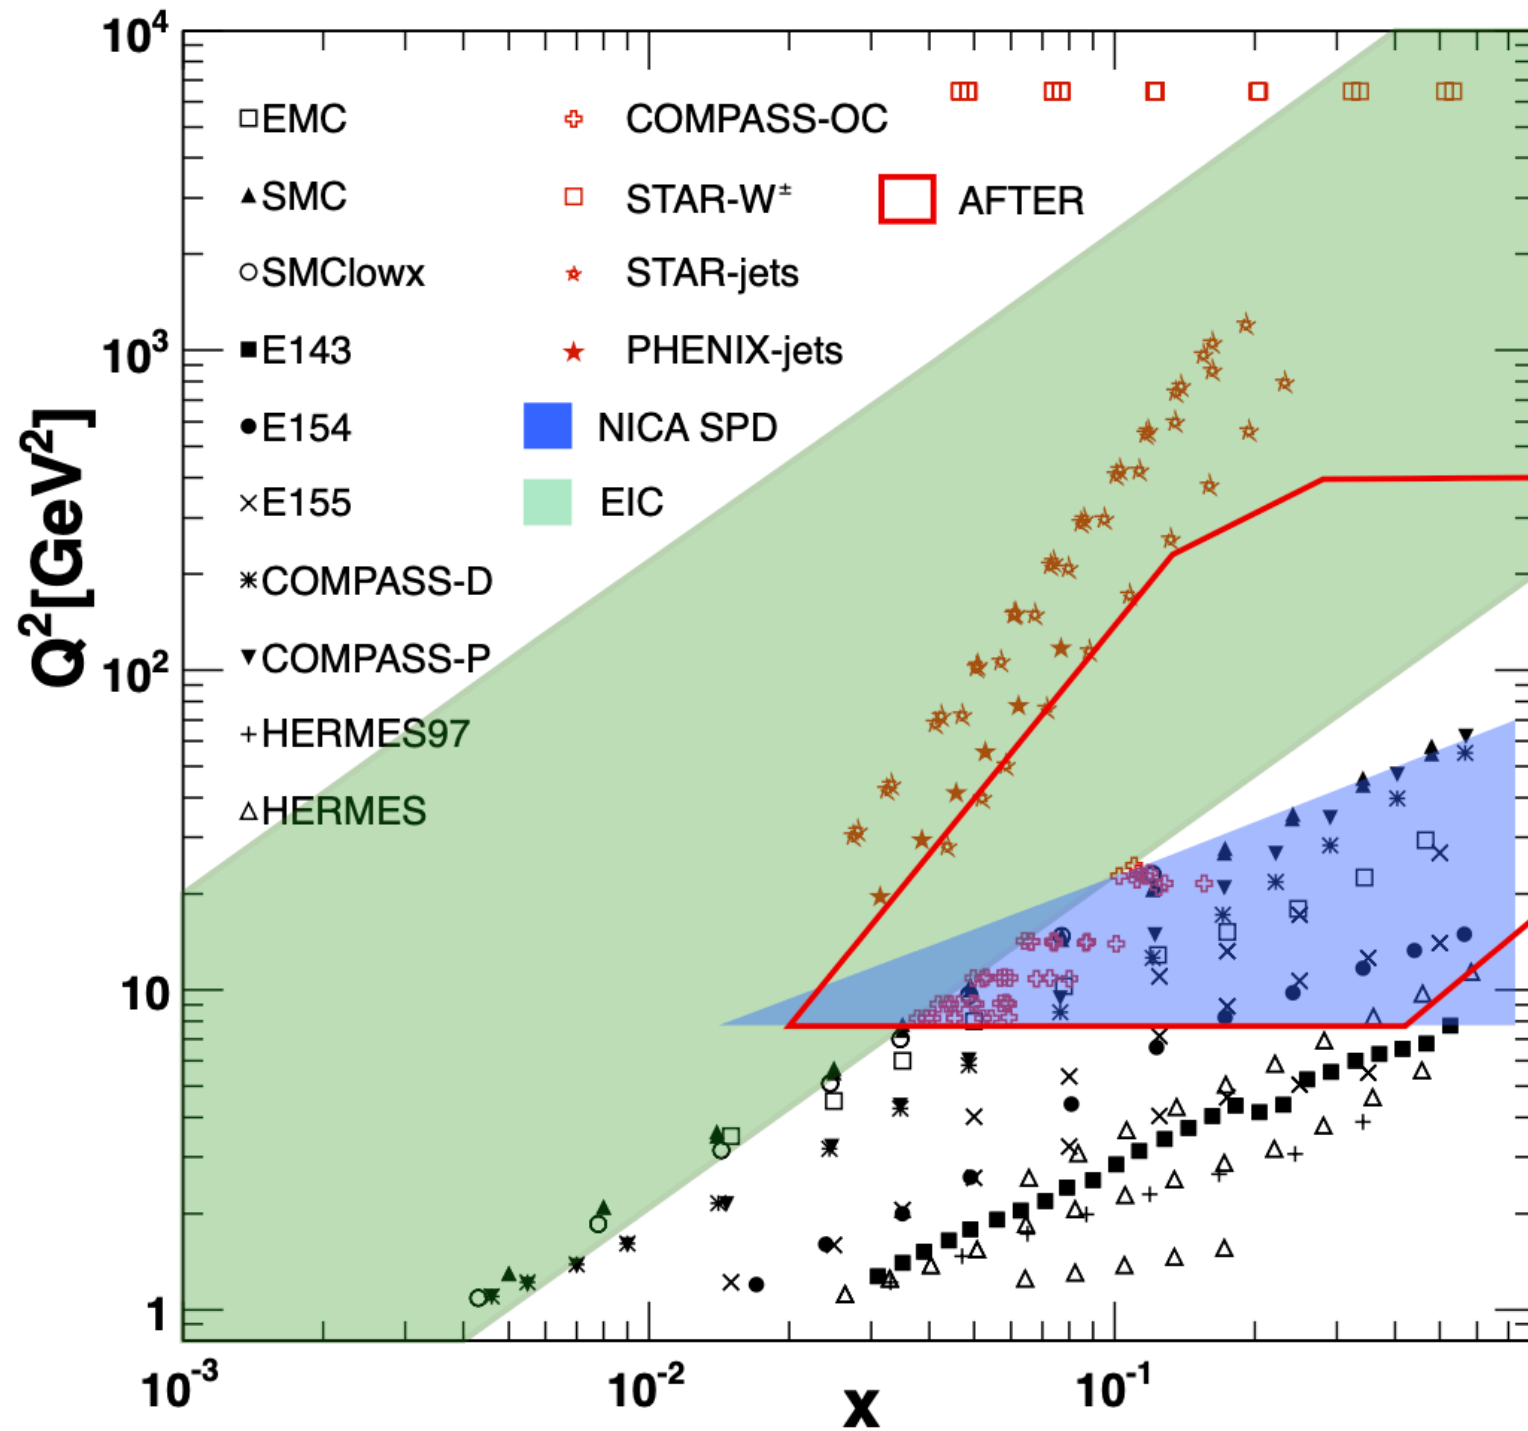 10⁴
10³
10²
10
1
Q²[GeV²]
EMC
SMC
SMClowx
E143
E154
E155
COMPASS-D
COMPASS-P
HERMES97
HERMES
COMPASS-OC
STAR-W±
STAR-jets
PHENIX-jets
NICA SPD
EIC
AFTER
10⁻³
10⁻²
10⁻¹
x